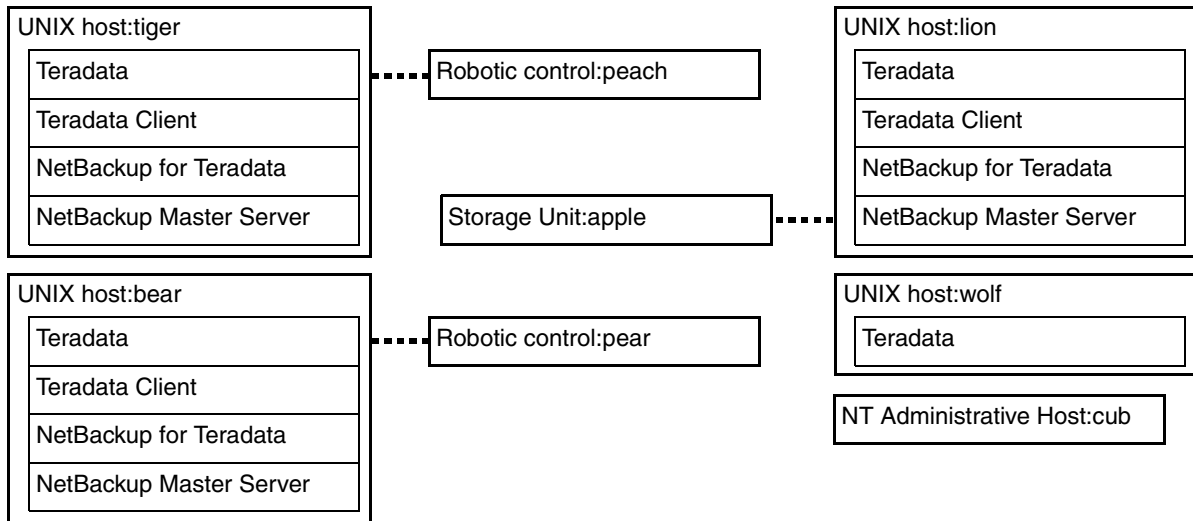 UNIX host:tiger
Teradata
Teradata Client
NetBackup for Teradata
NetBackup Master Server
Robotic control:peach
Storage Unit:apple
UNIX host:lion
Teradata
Teradata Client
NetBackup for Teradata
NetBackup Master Server
UNIX host:bear
Teradata
Teradata Client
NetBackup for Teradata
NetBackup Master Server
Robotic control:pear
UNIX host:wolf
Teradata
NT Administrative Host:cub